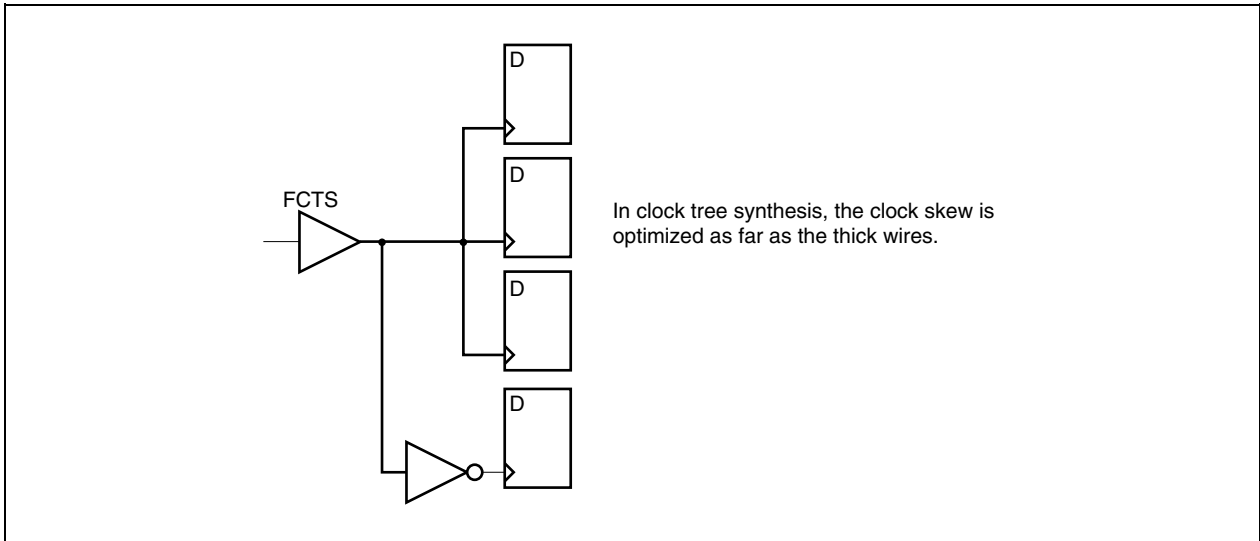 D
D
FCTS
In clock tree synthesis, the clock skew is
optimized as far as the thick wires.
D
D